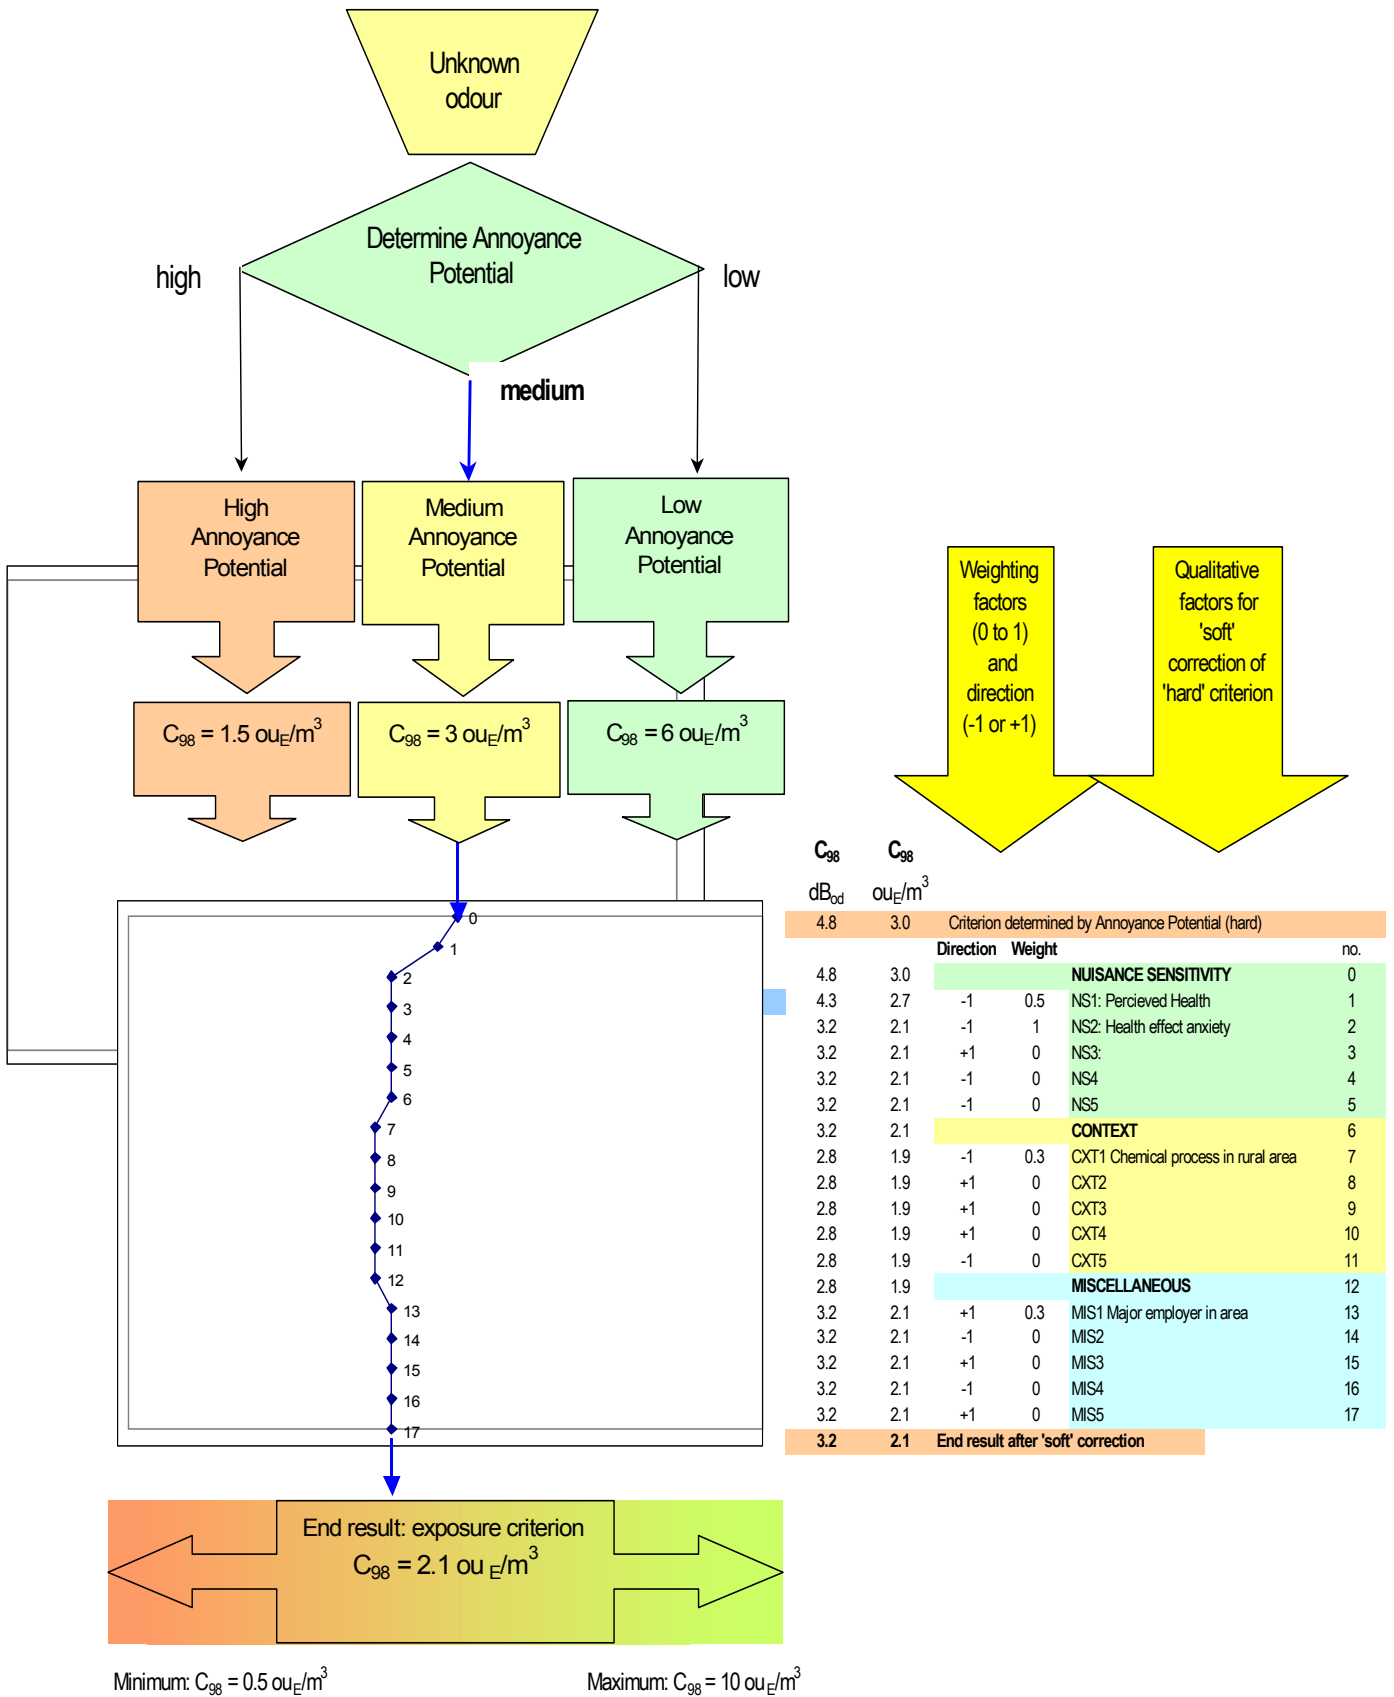 Unknown
odour
Determine Annoyance
Potential
high
low
medium
High
Annoyance
Potential
Medium
Annoyance
Potential
Low
Annoyance
Potential
Weighting
factors
(0 to 1)
and
direction
(-1 or +1)
Qualitative
factors for
'soft'
correction of
'hard' criterion
C98 = 1.5 ouE/m3
C98 = 3 ouE/m3
C98 = 6 ouE/m3
C98 C98
dBod ouE/m3
4.8 3.0 Criterion determined by Annoyance Potential (hard)
Direction Weight no.
4.8 3.0 NUISANCE SENSITIVITY 0
4.3 2.7 -1 0.5 NS1: Percieved Health 1
3.2 2.1 -1 1 NS2: Health effect anxiety 2
3.2 2.1 +1 0 NS3: 3
3.2 2.1 -1 0 NS4 4
3.2 2.1 -1 0 NS5 5
3.2 2.1 CONTEXT 6
2.8 1.9 -1 0.3 CXT1 Chemical process in rural area 7
2.8 1.9 +1 0 CXT2 8
2.8 1.9 +1 0 CXT3 9
2.8 1.9 +1 0 CXT4 10
2.8 1.9 -1 0 CXT5 11
2.8 1.9 MISCELLANEOUS 12
3.2 2.1 +1 0.3 MIS1 Major employer in area 13
3.2 2.1 -1 0 MIS2 14
3.2 2.1 +1 0 MIS3 15
3.2 2.1 -1 0 MIS4 16
3.2 2.1 +1 0 MIS5 17
3.2 2.1 End result after 'soft' correction
0
1
2
3
4
5
6
7
8
9
10
11
12
13
14
15
16
17
End result: exposure criterion
C98 = 2.1 ou E/m3
Minimum: C98 = 0.5 ouE/m3
Maximum: C98 = 10 ouE/m3